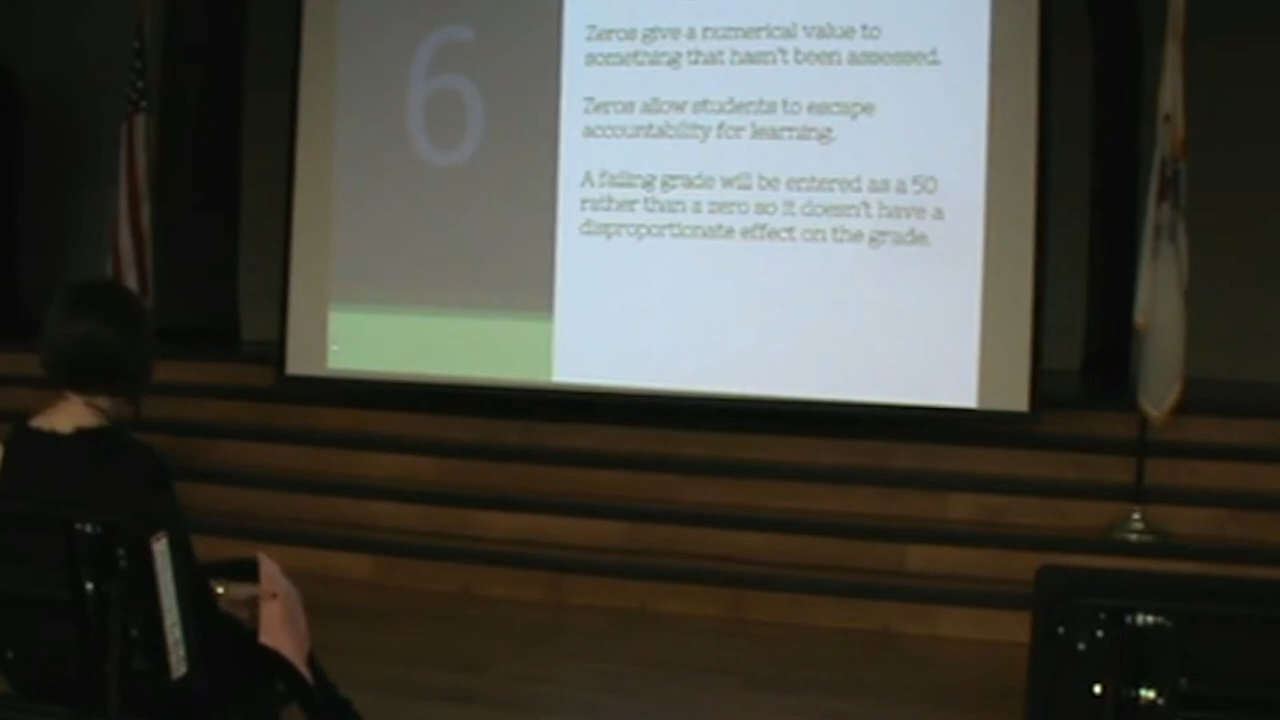 6
Zeros give a numerical value to
something that hasn't been assessed.
Zeros allow students to escape
accountability for learning.
A failing grade will be entered as a 50
rather than a zero so it doesn't have a
disproportionate effect on the grade.